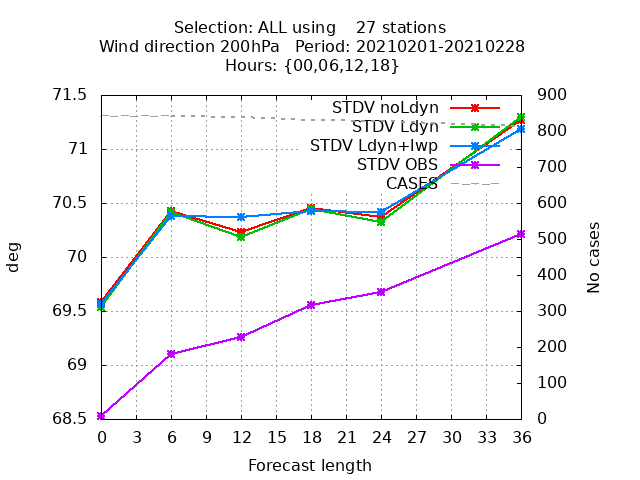 Selection: ALL using    27 stations
Wind direction 200hPa   Period: 20210201-20210228
Hours: {00,06,12,18}
STDV noLdyn
STDV Ldyn
STDV Ldyn+lwp
STDV OBS
CASES
71.5
71
70.5
70
69.5
69
68.5
900
800
700
600
500
400
300
200
100
0
deg
No cases
0 3 6 9 12 15 18 21 24 27 30 33 36
Forecast length